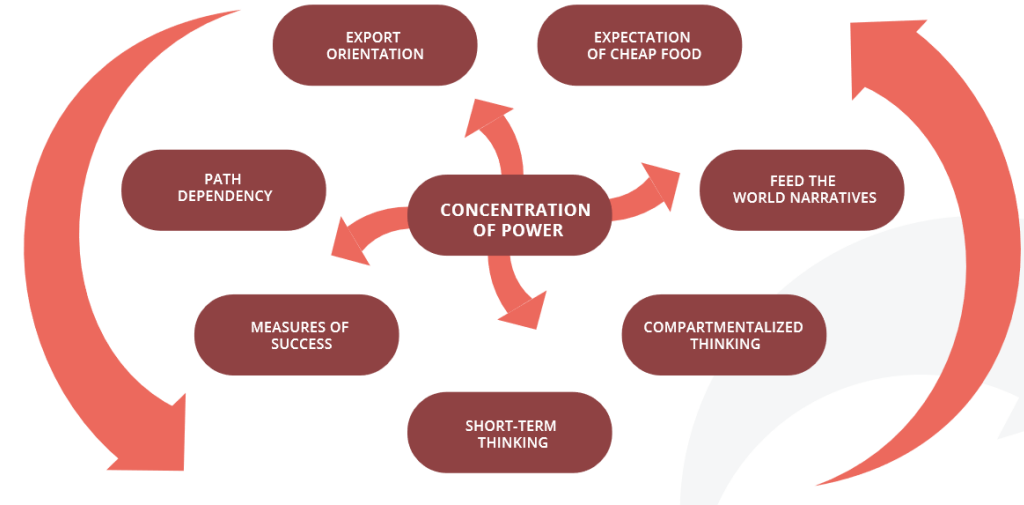 EXPORT
ORIENTATION
EXPECTATION
OF CHEAP FOOD
PATH
DEPENDENCY
CONCENTRATION
OF POWER
FEED THE
WORLD NARRATIVES
MEASURES OF
SUCCESS
COMPARTMENTALIZED
THINKING
SHORT-TERM
THINKING